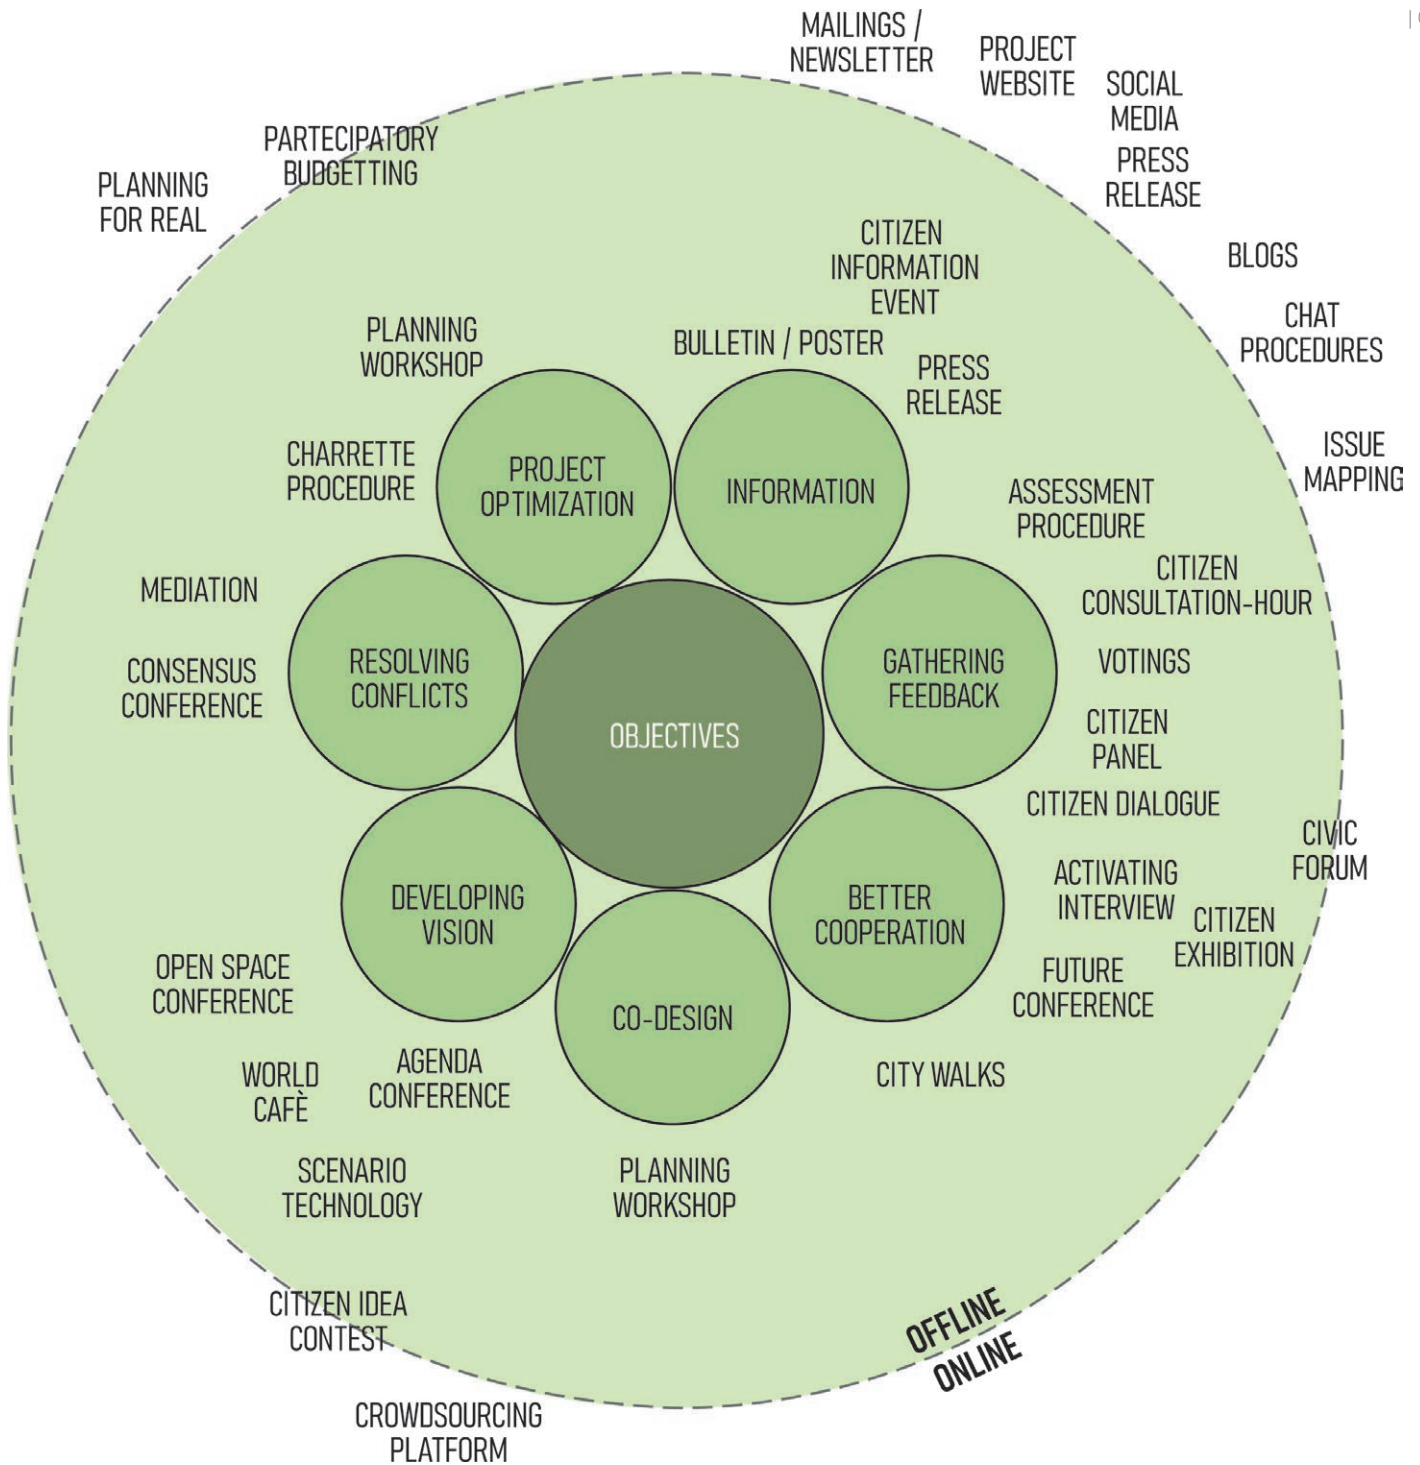 MAILINGS /
NEWSLETTER
PROJECT
WEBSITE
SOCIAL
MEDIA
PRESS
RELEASE
PARTECIPATORY
BUDGETTING
PLANNING
FOR REAL
CITIZEN
INFORMATION
EVENT
BLOGS
CHAT
PROCEDURES
PLANNING
WORKSHOP
BULLETIN / POSTER
PRESS
RELEASE
CHARRETTE
PROCEDURE
PROJECT
OPTIMIZATION
INFORMATION
ISSUE
MAPPING
ASSESSMENT
PROCEDURE
MEDIATION
CITIZEN
CONSULTATION-HOUR
CONSENSUS
CONFERENCE
RESOLVING
CONFLICTS
GATHERING
FEEDBACK
VOTINGS
OBJECTIVES
CITIZEN
PANEL
CITIZEN DIALOGUE
CIVIC
FORUM
DEVELOPING
VISION
BETTER
COOPERATION
ACTIVATING
INTERVIEW
CITIZEN
EXHIBITION
OPEN SPACE
CONFERENCE
CO-DESIGN
FUTURE
CONFERENCE
WORLD
CAFÈ
AGENDA
CONFERENCE
CITY WALKS
SCENARIO
TECHNOLOGY
PLANNING
WORKSHOP
CITIZEN IDEA
CONTEST
OFFLINE
ONLINE
CROWDSOURCING
PLATFORM